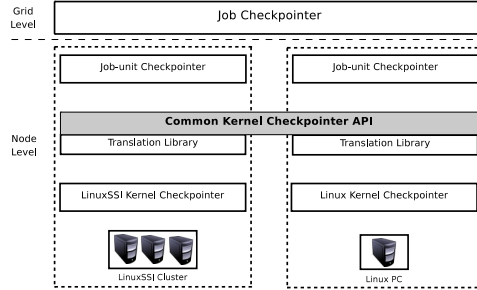 Grid
Level
Job Checkpointer
Job-unit Checkpointer
Job-unit Checkpointer
Common Kernel Checkpointer API
Node
Level
Translation Library
Translation Library
LinuxSSI Kernel Checkpointer
Linux Kernel Checkpointer
LinuxSSI Cluster
Linux PC